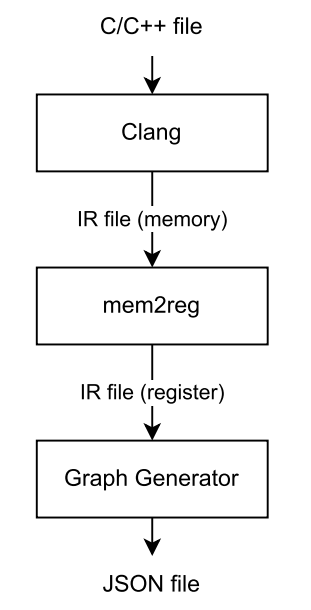 C/C++ file
Clang
IR file (memory)
mem2reg
IR file (register)
Graph Generator
JSON file